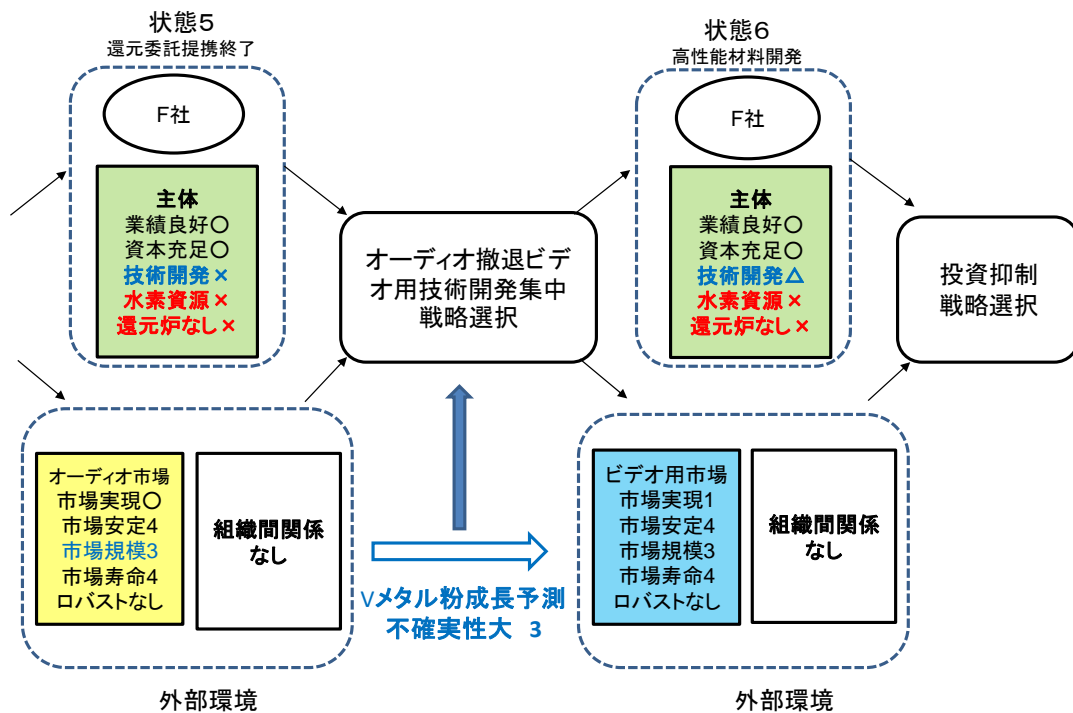 状態5
還元委託提携終了
F社
主体
業績良好〇
資本充足〇
技術開発×
水素資源×
還元炉なし×
オーディオ市場
市場実現〇
市場安定4
市場規模3
市場寿命4
ロバストなし
組織間関係
なし
外部環境
オーディオ撤退ビデ
オ用技術開発集中
戦略選択
Vメタル粉成長予測
不確実性大 3
状態6
高性能材料開発
F社
主体
業績良好〇
資本充足〇
技術開発△
水素資源×
還元炉なし×
ビデオ用市場
市場実現1
市場安定4
市場規模3
市場寿命4
ロバストなし
組織間関係
なし
外部環境
投資抑制
戦略選択